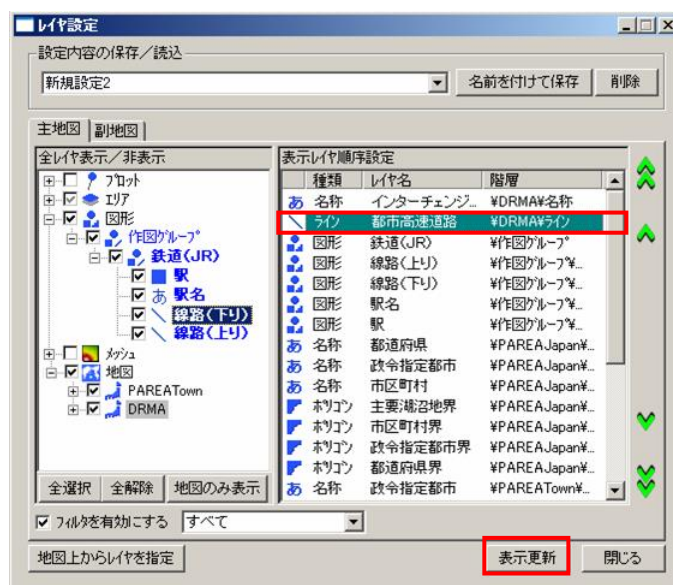 レイヤ設定
設定内容の保存／読込
新規設定2
名前を付けて保存
削除
主地図
副地図
全レイヤ表示／非表示
プロット
エリア
図形
作図グループ
鉄道(JR)
駅
駅名
線路(下り)
線路(上り)
メッシュ
地図
PAREATown
DRMA
全選択
全解除
地図のみ表示
表示レイヤ順序設定
種類 レイヤ名 階層
あ 名称 インターチェンジ... ¥DRMA¥名称
ライン 都市高速道路 ¥DRMA¥ライン
図形 鉄道(JR) ¥作図グループ
図形 線路(上り) ¥作図グループ¥...
図形 線路(下り) ¥作図グループ¥...
図形 駅名 ¥作図グループ¥...
図形 駅 ¥作図グループ¥...
あ 名称 都道府県 ¥PAREAJapan¥...
あ 名称 政令指定都市 ¥PAREAJapan¥...
あ 名称 市区町村 ¥PAREAJapan¥...
ポリゴン 主要湖沼地界 ¥PAREAJapan¥...
ポリゴン 市区町村界 ¥PAREAJapan¥...
ポリゴン 政令指定都市界 ¥PAREAJapan¥...
ポリゴン 都道府県界 ¥PAREAJapan¥...
あ 名称 政令指定都市 ¥PAREATown¥...
フィルタを有効にする すべて
地図上からレイヤを指定
表示更新
閉じる